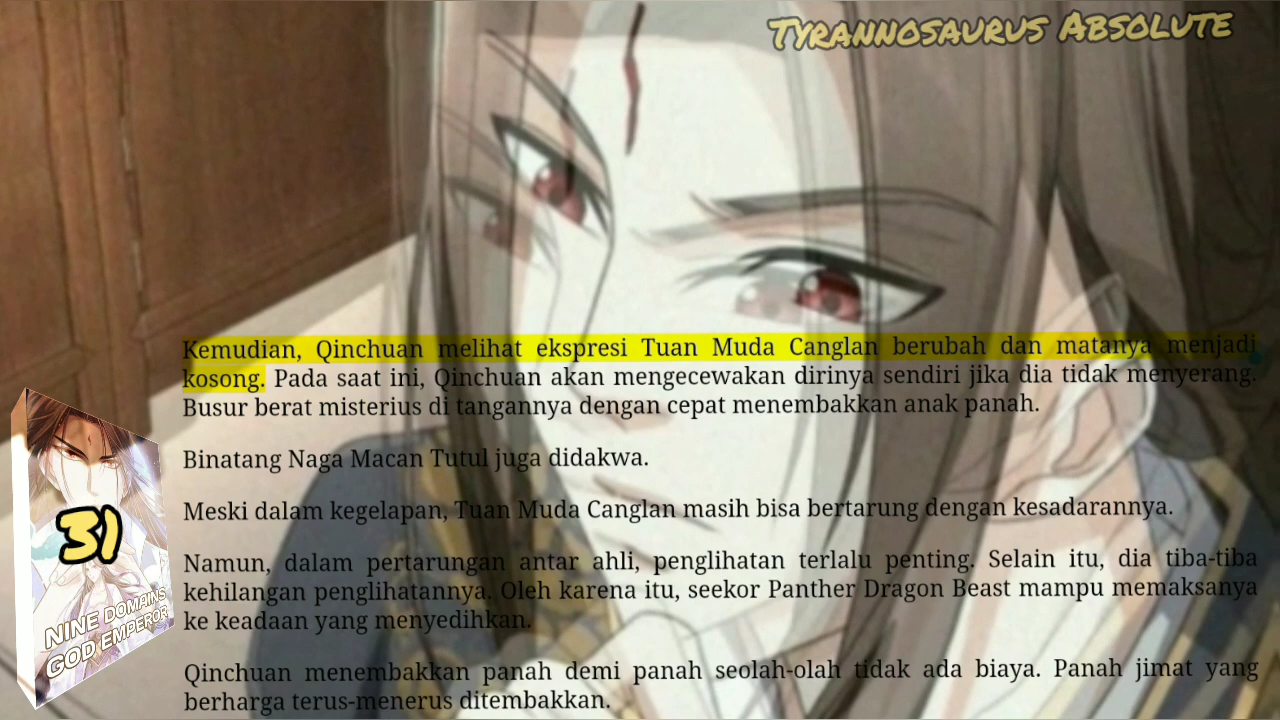 Tyrannosaurus Absolute
Kemudian, Qinchuan melihat ekspresi Tuan Muda Canglan berubah dan matanya menjadi
kosong. Pada saat ini, Qinchuan akan mengecewakan dirinya sendiri jika dia tidak menyerang.
Busur berat misterius di tangannya dengan cepat menembakkan anak panah.
Binatang Naga Macan Tutul juga didakwa.
Meski dalam kegelapan, Tuan Muda Canglan masih bisa bertarung dengan kesadarannya.
Namun, dalam pertarungan antar ahli, penglihatan terlalu penting. Selain itu, dia tiba-tiba
kehilangan penglihatannya. Oleh karena itu, seekor Panther Dragon Beast mampu memaksanya
ke keadaan yang menyedihkan.
Qinchuan menembakkan panah demi panah seolah-olah tidak ada biaya. Panah jimat yang
berharga terus-menerus ditembakkan.
31
NINE DOMAINS
GOD EMPEROR